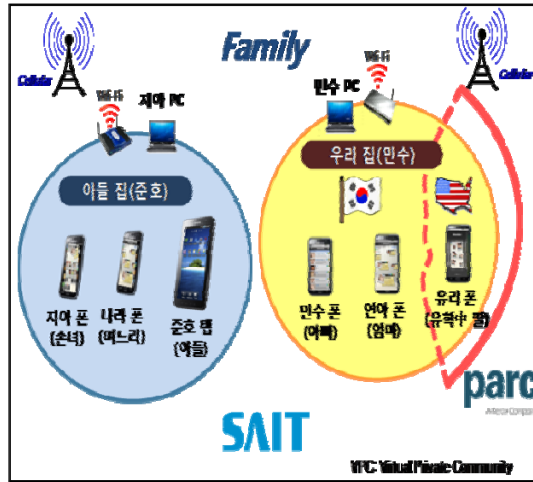 Family
Cellular
Wi-Fi
지아 PC
민수 PC
Wi-Fi
Cellular
아들 집(준호)
우리 집(민수)
지아 폰
(손녀)
나라 폰
(며느리)
준호 탭
(아들)
민수 폰
(아빠)
연아 폰
(엄마)
유리 폰
(유학中 딸)
parc
SAIT
VPC: Virtual Private Community